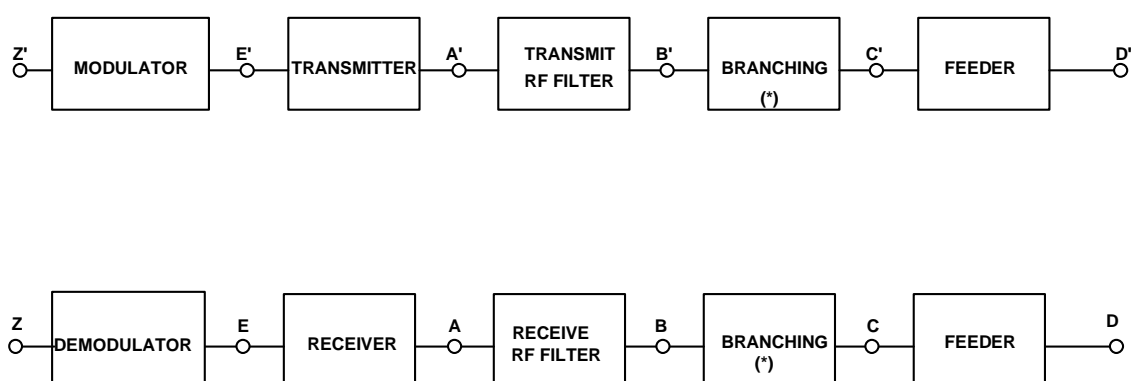 Z' MODULATOR E' TRANSMITTER A' TRANSMIT RF FILTER B' BRANCHING (*) C' FEEDER D'
Z DEMODULATOR E RECEIVER A RECEIVE RF FILTER B BRANCHING (*) C FEEDER D